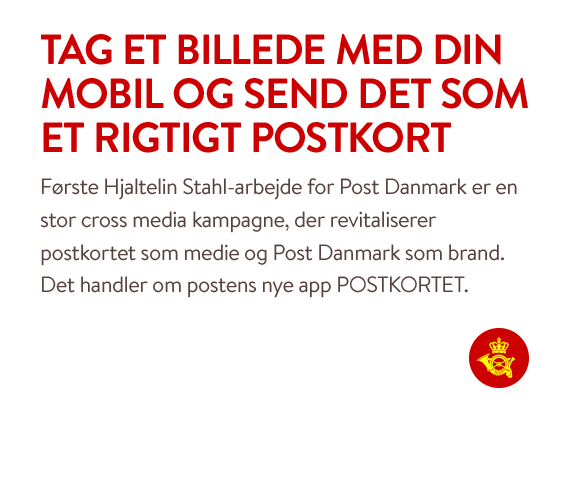 TAG ET BILLEDE MED DIN
MOBIL OG SEND DET SOM
ET RIGTIGT POSTKORT
Første Hjaltelin Stahl-arbejde for Post Danmark er en
stor cross media kampagne, der revitaliserer
postkortet som medie og Post Danmark som brand.
Det handler om postens nye app POSTKORTET.